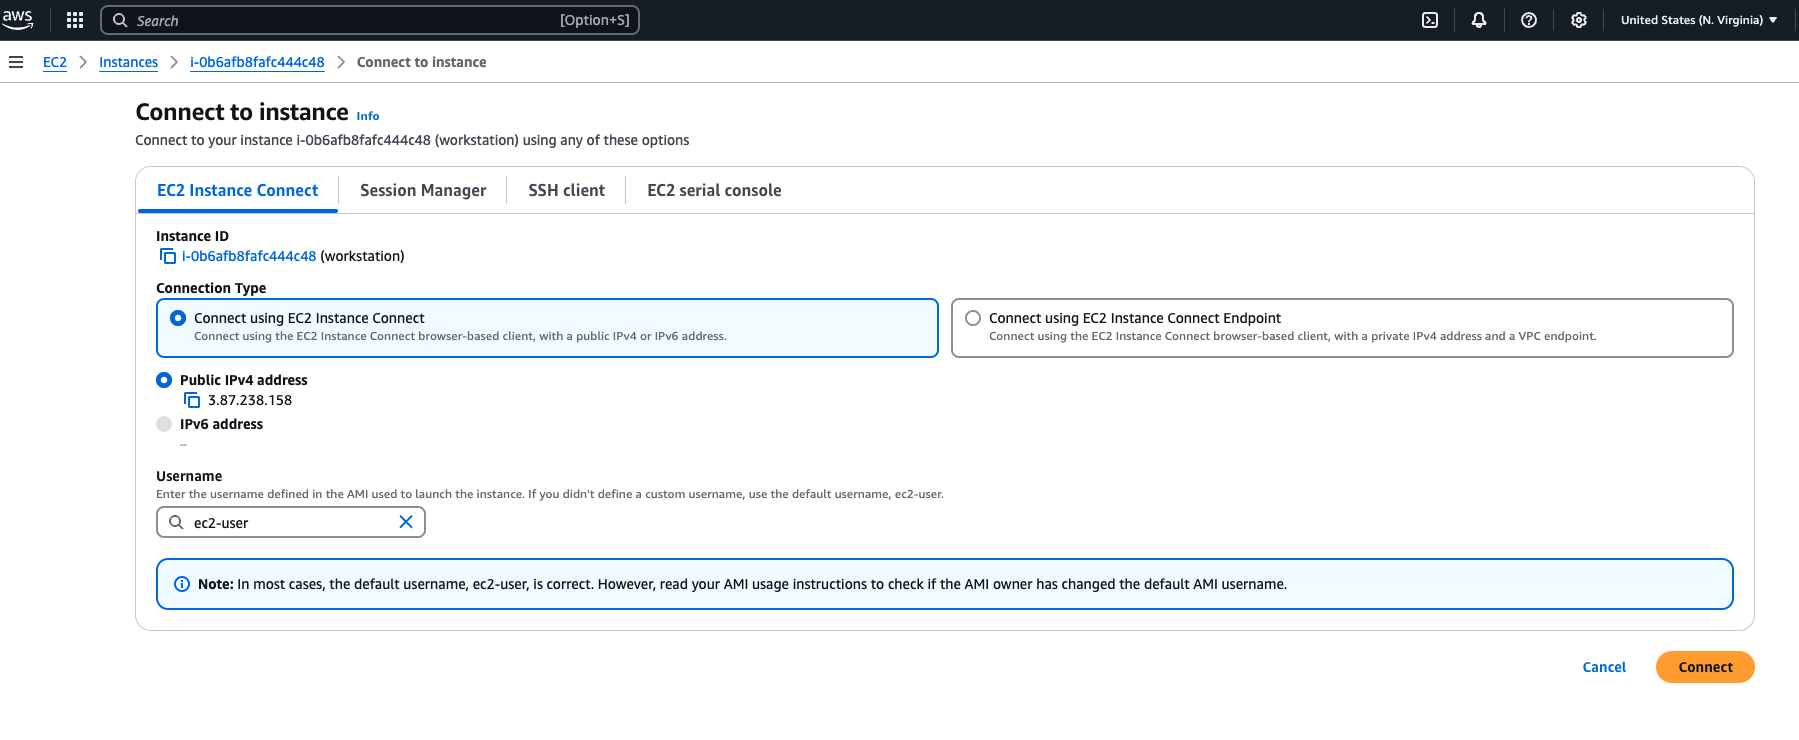 aws Search [Option+S] United States (N. Virginia)
EC2 Instances i-0b6afb8fafc444c48 Connect to instance
Connect to instance Info
Connect to your instance i-0b6afb8fafc444c48 (workstation) using any of these options
EC2 Instance Connect Session Manager SSH client EC2 serial console
Instance ID
i-0b6afb8fafc444c48 (workstation)
Connection Type
Connect using EC2 Instance Connect
Connect using the EC2 Instance Connect browser-based client, with a public IPv4 or IPv6 address.
Connect using EC2 Instance Connect Endpoint
Connect using the EC2 Instance Connect browser-based client, with a private IPv4 address and a VPC endpoint.
Public IPv4 address
3.87.238.158
IPv6 address
–
Username
Enter the username defined in the AMI used to launch the instance. If you didn't define a custom username, use the default username, ec2-user.
ec2-user
Note: In most cases, the default username, ec2-user, is correct. However, read your AMI usage instructions to check if the AMI owner has changed the default AMI username.
Cancel Connect